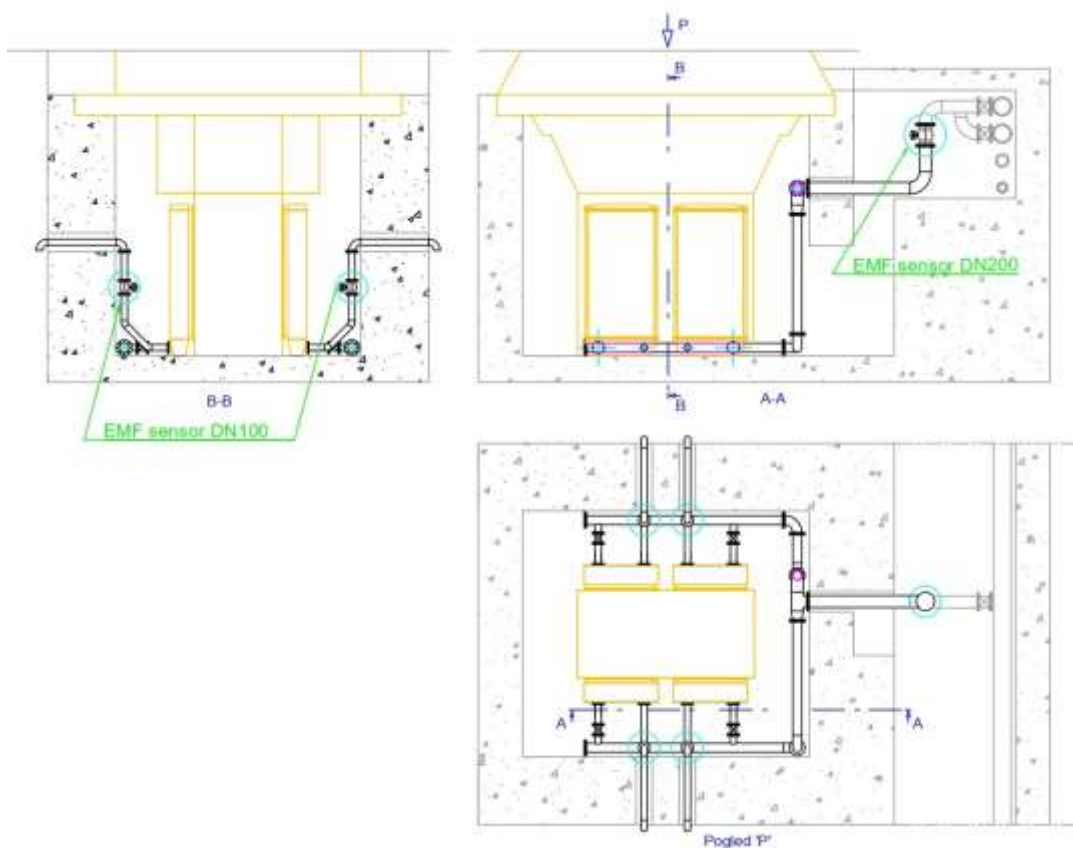 P
B
EMF sensor DN200
B-B
B
A-A
EMF sensor DN100
A
A
Pogled 'P'